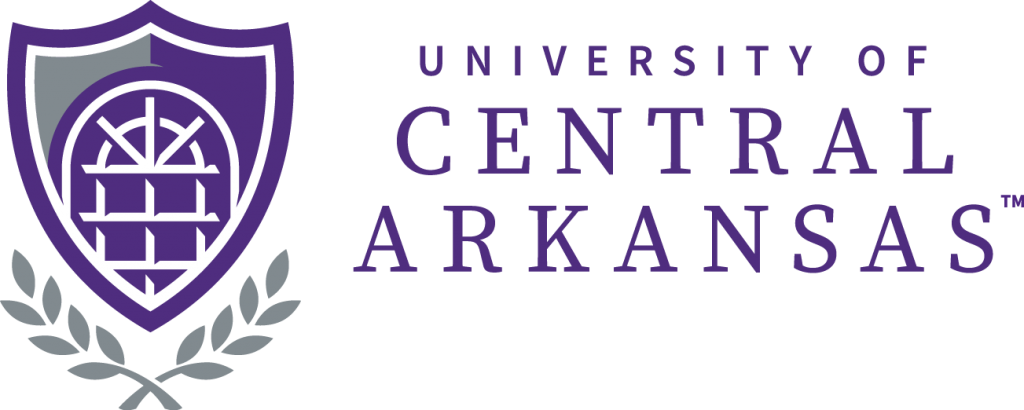 UNIVERSITY OF
CENTRAL
ARKANSAS™